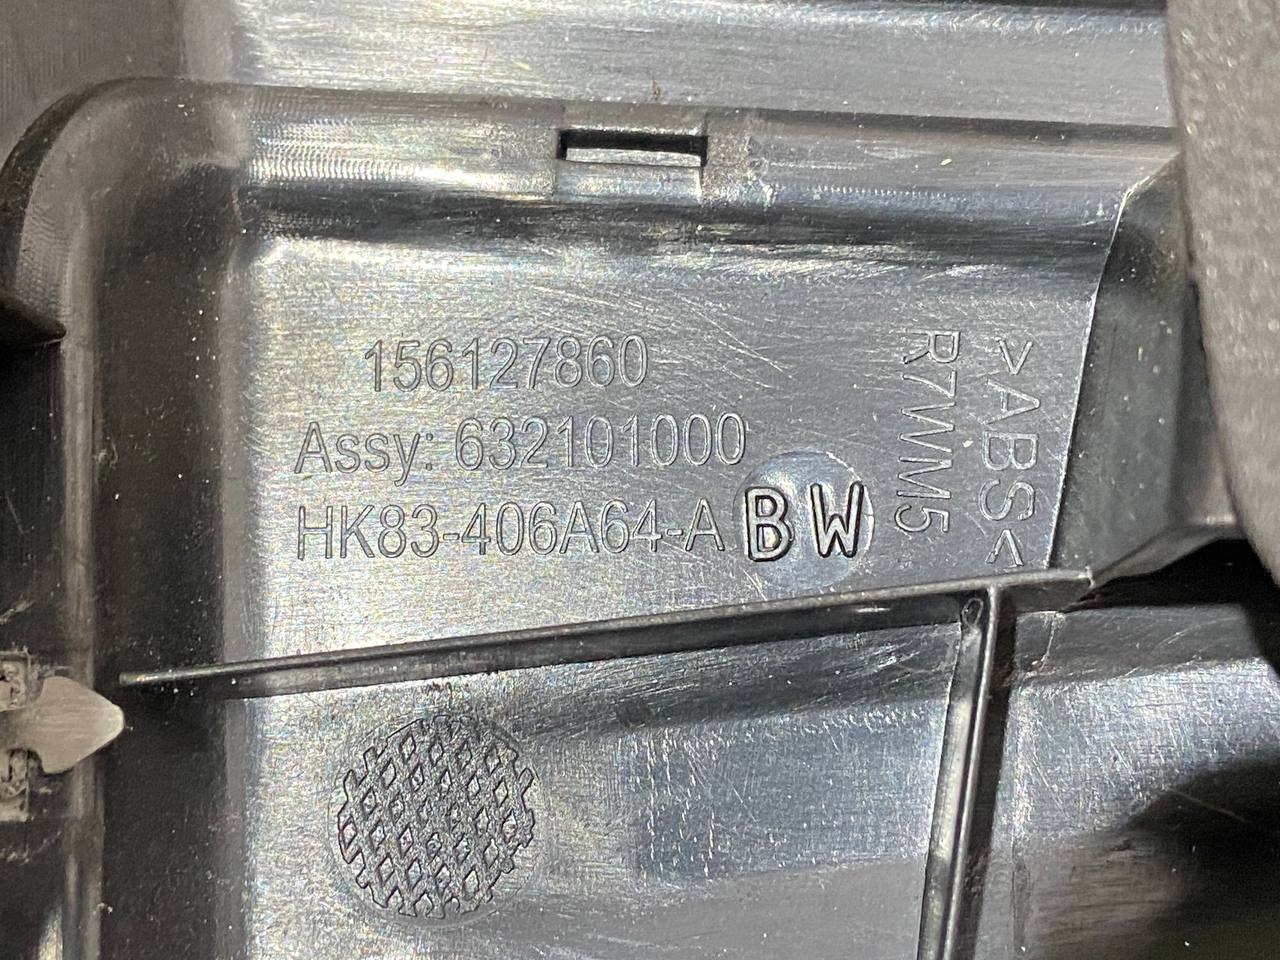 156127860
Assy: 632101000
HK83-406A64-A BW
>ABS<
R7WM5